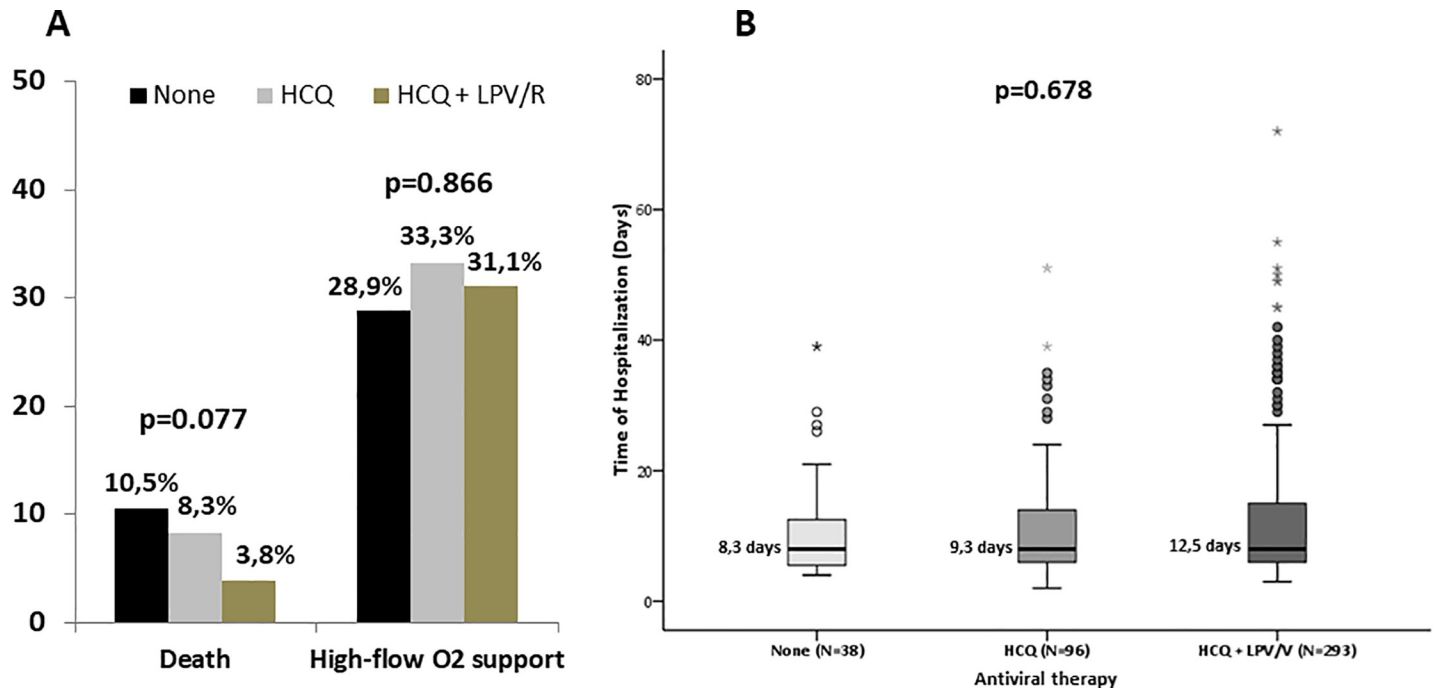 A
50
40
30
20
10
0
None HCQ HCQ + LPV/R
p=0.866
33,3%
31,1%
28,9%
p=0.077
10,5%
8,3%
3,8%
Death High-flow O2 support
B
p=0.678
Time of Hospitalization (Days)
80
60
40
20
0
8,3 days 9,3 days 12,5 days
None (N=38) HCQ (N=96) HCQ + LPV/V (N=293)
Antiviral therapy